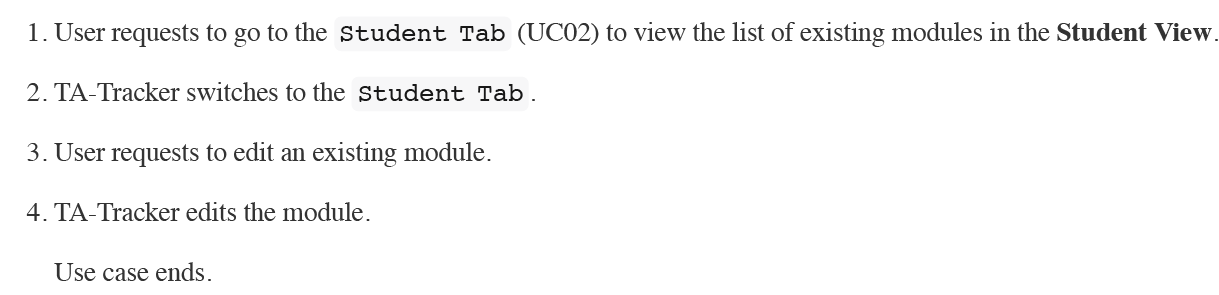 1. User requests to go to the Student Tab (UC02) to view the list of existing modules in the Student View.
2. TA-Tracker switches to the Student Tab.
3. User requests to edit an existing module.
4. TA-Tracker edits the module.
Use case ends.